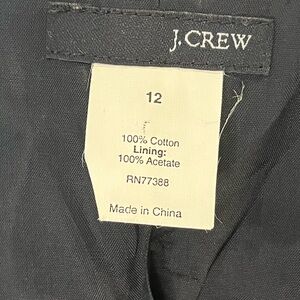 J.CREW
12
100% Cotton
Lining:
100% Acetate
RN77388
Made in China